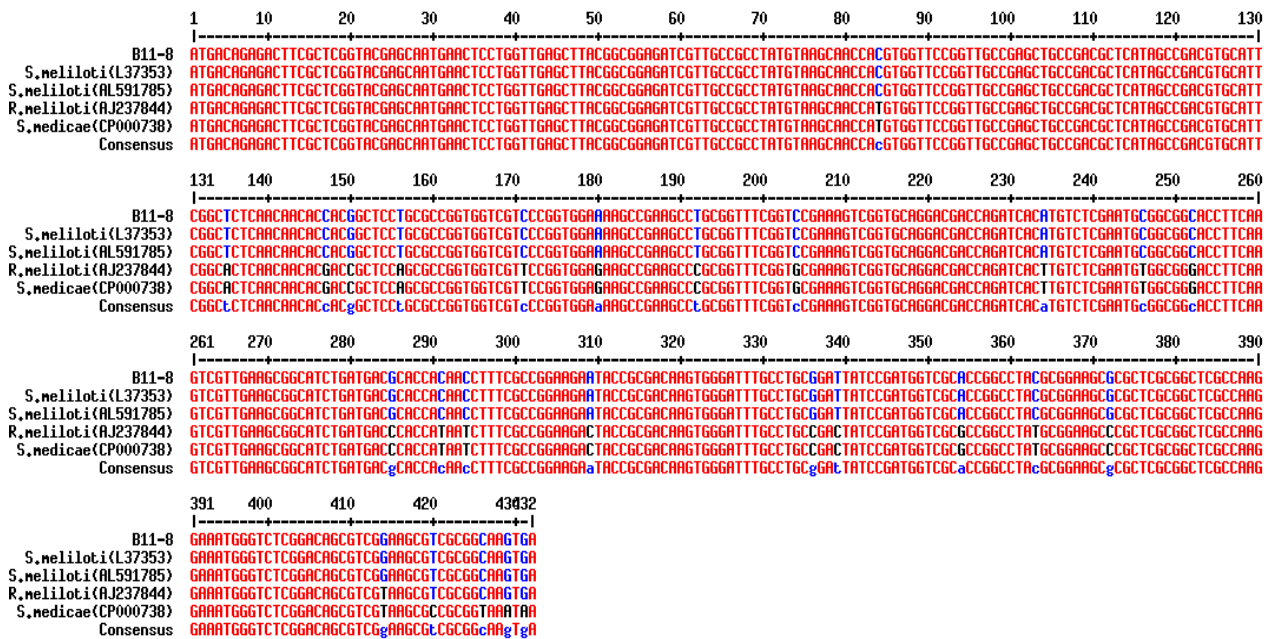 1 10 20 30 40 50 60 70 80 90 100 110 120 130
|--------+---------+---------+---------+---------+---------+---------+---------+---------+---------+---------+---------+---------|
B11-8 ATGACAGAGACTTCGCTCGGTACGAGCAATGAACTCCTGGTTGAGCTTACGGCGGAGATCGTTGCCGCCTATGTAAGCAACCACGTGGTTCCGGTTGCCGAGCTGCCGACGCTCATAGCCGACGTGCATT
S.meliloti(L37353) ATGACAGAGACTTCGCTCGGTACGAGCAATGAACTCCTGGTTGAGCTTACGGCGGAGATCGTTGCCGCCTATGTAAGCAACCACGTGGTTCCGGTTGCCGAGCTGCCGACGCTCATAGCCGACGTGCATT
S.meliloti(AL591785) ATGACAGAGACTTCGCTCGGTACGAGCAATGAACTCCTGGTTGAGCTTACGGCGGAGATCGTTGCCGCCTATGTAAGCAACCACGTGGTTCCGGTTGCCGAGCTGCCGACGCTCATAGCCGACGTGCATT
R.meliloti(AJ237844) ATGACAGAGACTTCGCTCGGTACGAGCAATGAACTCCTGGTTGAGCTTACGGCGGAGATCGTTGCCGCCTATGTAAGCAACCATGTGGTTCCGGTTGCCGAGCTGCCGACGCTCATAGCCGACGTGCATT
S.medicae(CP000738) ATGACAGAGACTTCGCTCGGTACGAGCAATGAACTCCTGGTTGAGCTTACGGCGGAGATCGTTGCCGCCTATGTAAGCAACCATGTGGTTCCGGTTGCCGAGCTGCCGACGCTCATAGCCGACGTGCATT
Consensus ATGACAGAGACTTCGCTCGGTACGAGCAATGAACTCCTGGTTGAGCTTACGGCGGAGATCGTTGCCGCCTATGTAAGCAACCAcGTGGTTCCGGTTGCCGAGCTGCCGACGCTCATAGCCGACGTGCATT
131 140 150 160 170 180 190 200 210 220 230 240 250 260
|--------+---------+---------+---------+---------+---------+---------+---------+---------+---------+---------+---------+---------|
B11-8 CGGCTCTCAACAACACCACGGCTCCTGCGCCGGTGGTCGTCCCGGTGGAAAAGCCGAAGCCTGCGGTTTCGGTCCGAAAGTCGGTGCAGGACGACCAGATCACATGTCTCGAATGCGGCGGCACCTTCAA
S.meliloti(L37353) CGGCTCTCAACAACACCACGGCTCCTGCGCCGGTGGTCGTCCCGGTGGAAAAGCCGAAGCCTGCGGTTTCGGTCCGAAAGTCGGTGCAGGACGACCAGATCACATGTCTCGAATGCGGCGGCACCTTCAA
S.meliloti(AL591785) CGGCTCTCAACAACACCACGGCTCCTGCGCCGGTGGTCGTCCCGGTGGAAAAGCCGAAGCCTGCGGTTTCGGTCCGAAAGTCGGTGCAGGACGACCAGATCACATGTCTCGAATGCGGCGGCACCTTCAA
R.meliloti(AJ237844) CGGCACTCAACAACACGACCGCTCCAGCGCCGGTGGTCGTTCCGGTGGAGAAGCCGAAGCCCGCGGTTTCGGTGCGAAAGTCGGTGCAGGACGACCAGATCACTTGTCTCGAATGTGGCGGGACCTTCAA
S.medicae(CP000738) CGGCACTCAACAACACGACCGCTCCAGCGCCGGTGGTCGTTCCGGTGGAGAAGCCGAAGCCCGCGGTTTCGGTGCGAAAGTCGGTGCAGGACGACCAGATCACTTGTCTCGAATGTGGCGGGACCTTCAA
Consensus CGGCtCTCAACAACACcACgGCTCCtGCGCCGGTGGTCGTcCCGGTGGAaAAGCCGAAGCCtGCGGTTTCGGTcCGAAAGTCGGTGCAGGACGACCAGATCACaTGTCTCGAATGcGGCGGcACCTTCAA
261 270 280 290 300 310 320 330 340 350 360 370 380 390
|--------+---------+---------+---------+---------+---------+---------+---------+---------+---------+---------+---------+---------|
B11-8 GTCGTTGAAGCGGCATCTGATGACGCACCACAACCTTTCGCCGGAAGAATACCGCGACAAGTGGGATTTGCCTGCGGATTATCCGATGGTCGCACCGGCCTACGCGGAAGCGCGCTCGCGGCTCGCCAAG
S.meliloti(L37353) GTCGTTGAAGCGGCATCTGATGACGCACCACAACCTTTCGCCGGAAGAATACCGCGACAAGTGGGATTTGCCTGCGGATTATCCGATGGTCGCACCGGCCTACGCGGAAGCGCGCTCGCGGCTCGCCAAG
S.meliloti(AL591785) GTCGTTGAAGCGGCATCTGATGACGCACCACAACCTTTCGCCGGAAGAATACCGCGACAAGTGGGATTTGCCTGCGGATTATCCGATGGTCGCACCGGCCTACGCGGAAGCGCGCTCGCGGCTCGCCAAG
R.meliloti(AJ237844) GTCGTTGAAGCGGCATCTGATGACCCACCATAATCTTTCGCCGGAAGACTACCGCGACAAGTGGGATTTGCCTGCCGACTATCCGATGGTCGCGCCGGCCTATGCGGAAGCCCGCTCGCGGCTCGCCAAG
S.medicae(CP000738) GTCGTTGAAGCGGCATCTGATGACCCACCATAATCTTTCGCCGGAAGACTACCGCGACAAGTGGGATTTGCCTGCCGACTATCCGATGGTCGCGCCGGCCTATGCGGAAGCCCGCTCGCGGCTCGCCAAG
Consensus GTCGTTGAAGCGGCATCTGATGACgCACCAcAAcCTTTCGCCGGAAGAaTACCGCGACAAGTGGGATTTGCCTGCgGAtTATCCGATGGTCGCaCCGGCCTAcGCGGAAGCgCGCTCGCGGCTCGCCAAG
391 400 410 420 430432
|--------+---------+---------+---------+-|
B11-8 GAAATGGGTCTCGGACAGCGTCGGAAGCGTCGCGGCAAGTGA
S.meliloti(L37353) GAAATGGGTCTCGGACAGCGTCGGAAGCGTCGCGGCAAGTGA
S.meliloti(AL591785) GAAATGGGTCTCGGACAGCGTCGGAAGCGTCGCGGCAAGTGA
R.meliloti(AJ237844) GAAATGGGTCTCGGACAGCGTCGTAAGCGTCGCGGCAAGTGA
S.medicae(CP000738) GAAATGGGTCTCGGACAGCGTCGTAAGCGCCGCGGTAAATAA
Consensus GAAATGGGTCTCGGACAGCGTCGgAAGCGtCGCGGcAAgTgA